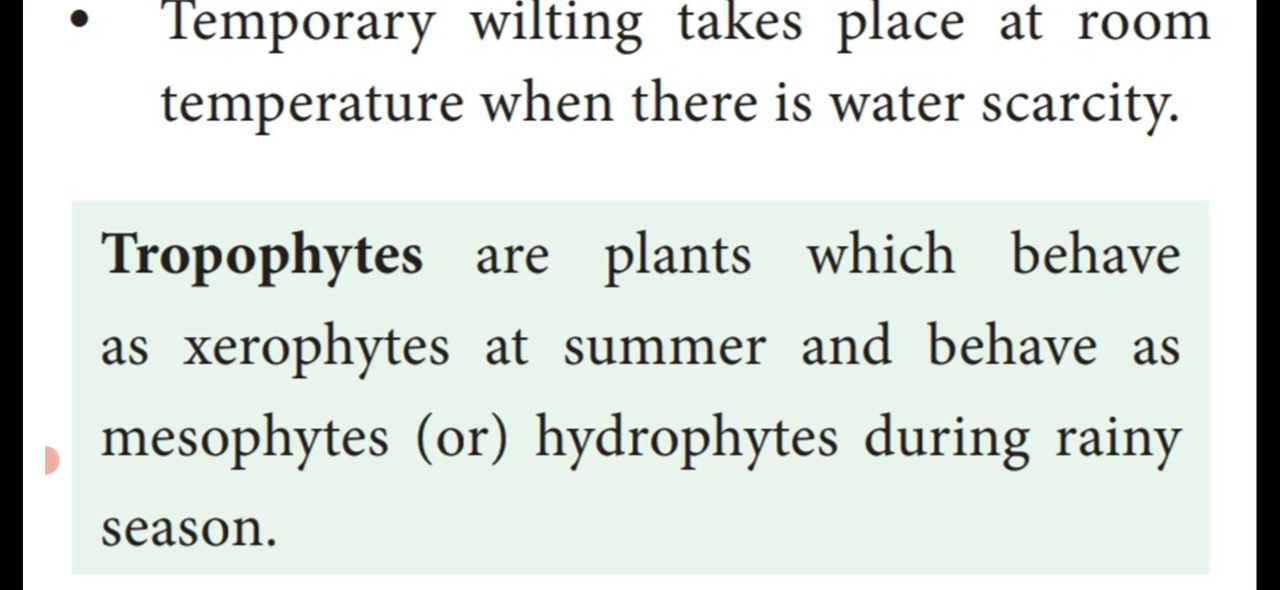 • Temporary wilting takes place at room
temperature when there is water scarcity.
Tropophytes are plants which behave
as xerophytes at summer and behave as
mesophytes (or) hydrophytes during rainy
season.